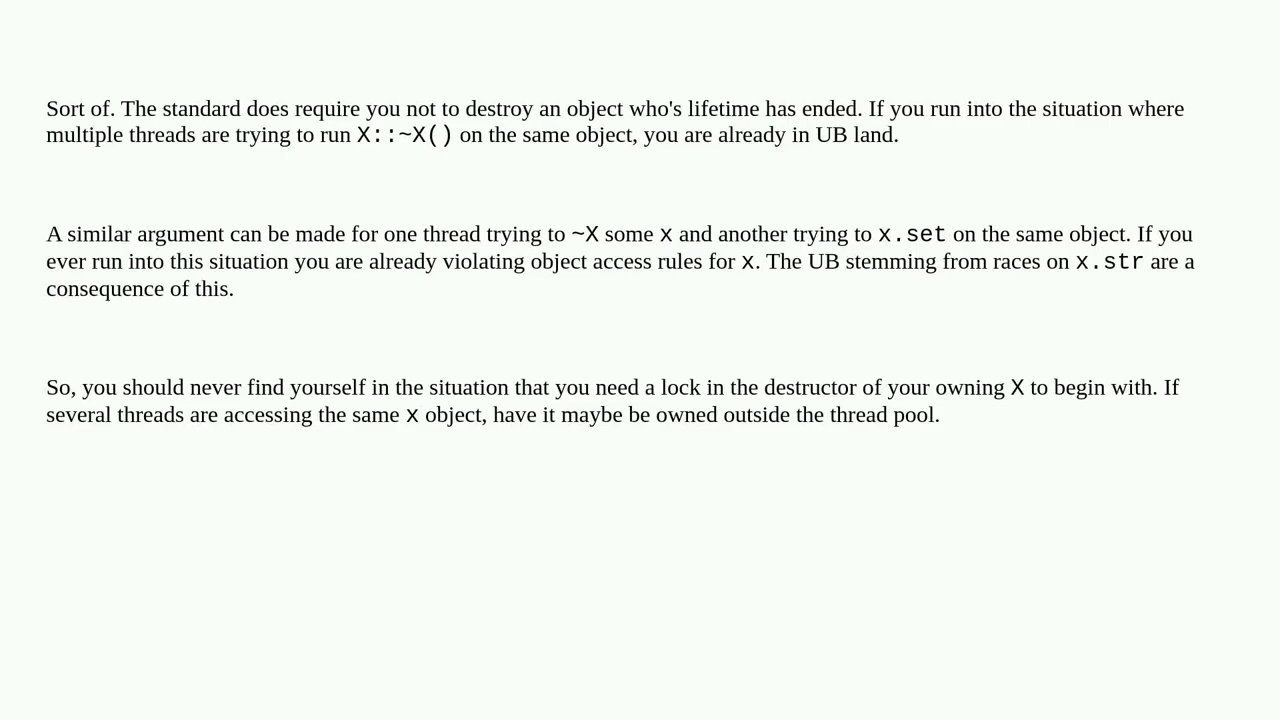 Sort of. The standard does require you not to destroy an object who's lifetime has ended. If you run into the situation where
multiple threads are trying to run X::~X() on the same object, you are already in UB land.
A similar argument can be made for one thread trying to ~X some x and another trying to x.set on the same object. If you
ever run into this situation you are already violating object access rules for x. The UB stemming from races on x.str are a
consequence of this.
So, you should never find yourself in the situation that you need a lock in the destructor of your owning X to begin with. If
several threads are accessing the same x object, have it maybe be owned outside the thread pool.